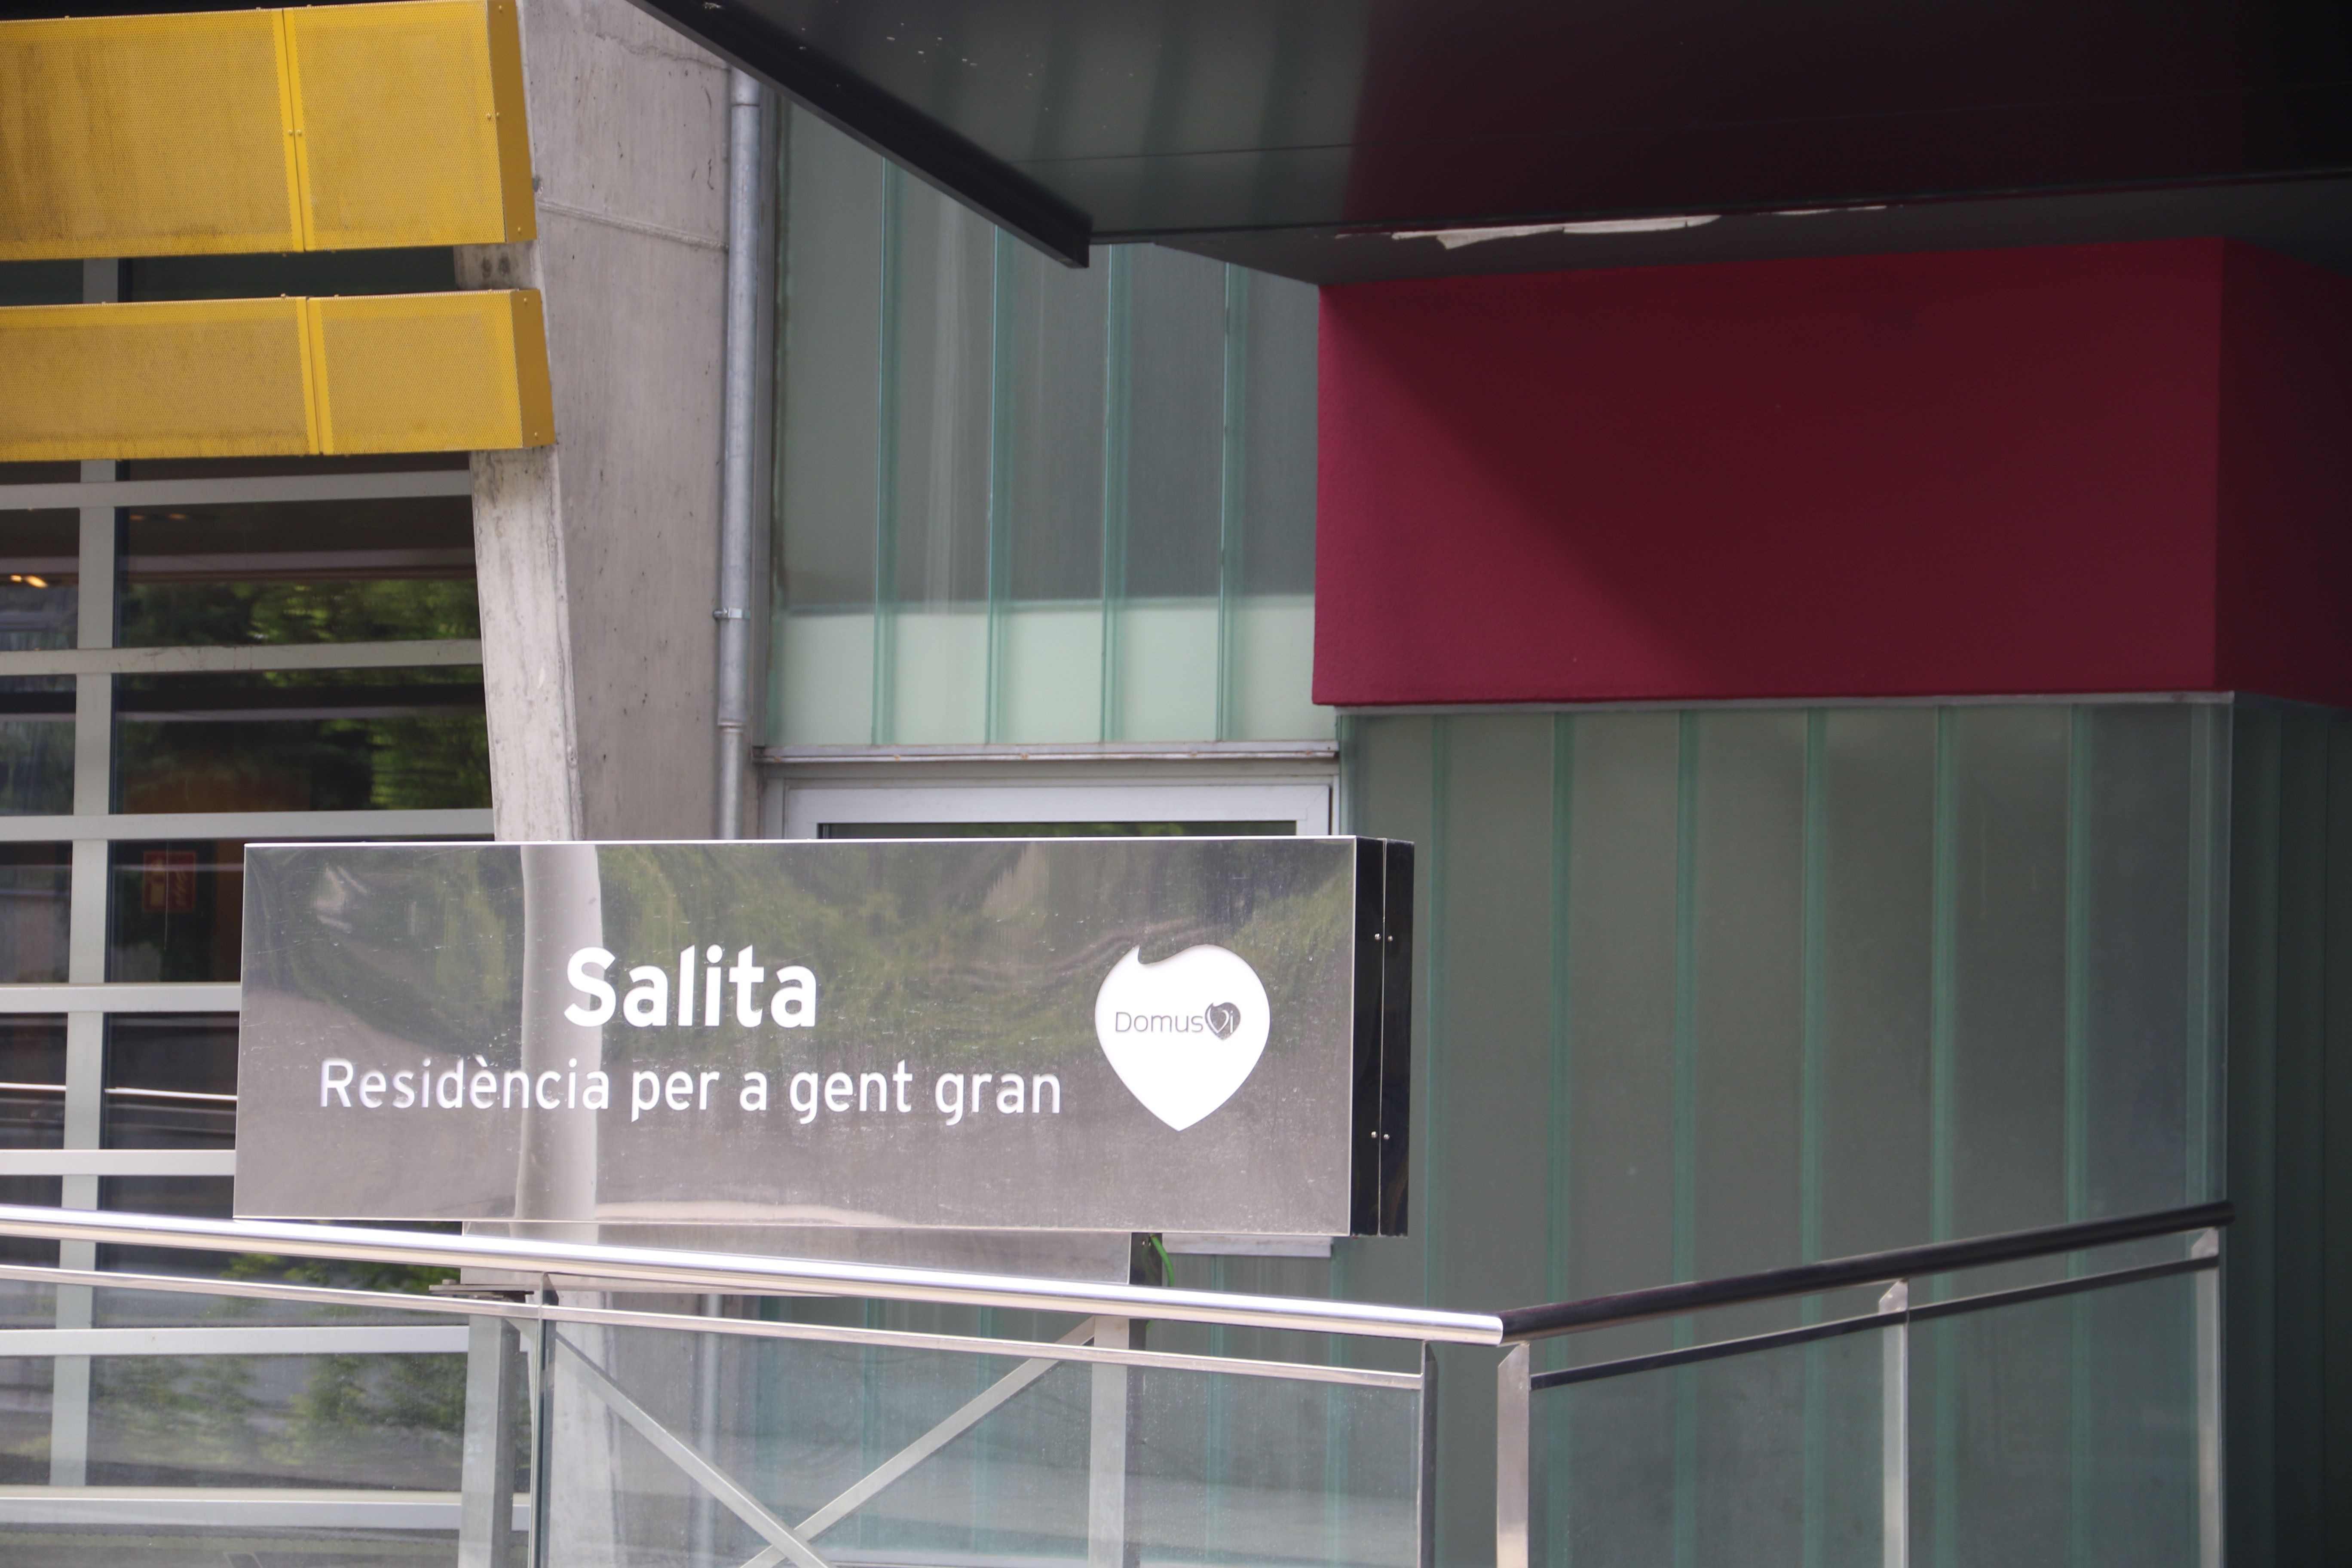 Salita
Residència per a gent gran
DomusVi